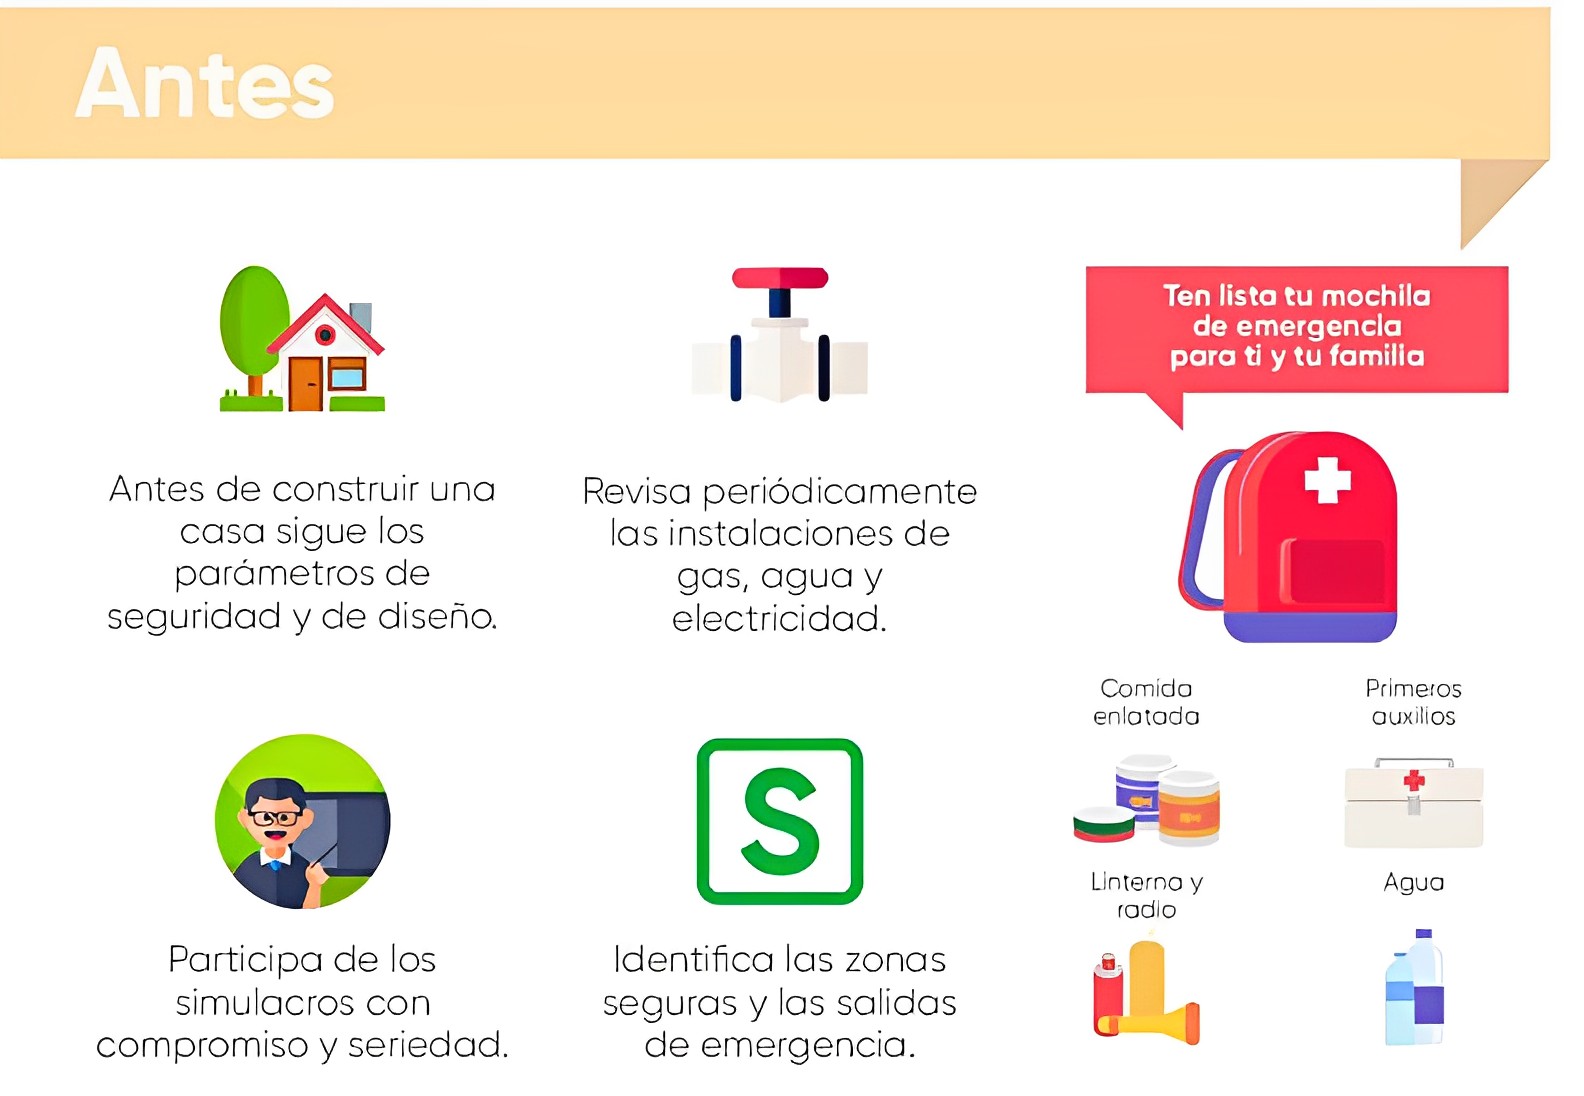 Antes
Antes de construir una
casa sigue los
parámetros de
seguridad y de diseño.
Revisa periódicamente
las instalaciones de
gas, agua y
electricidad.
Participa de los
simulacros con
compromiso y seriedad.
S
Identifica las zonas
seguras y las salidas
de emergencia.
Ten lista tu mochila
de emergencia
para ti y tu familia
Comida
enlatada
Primeros
auxilios
Linterna y
radio
Agua